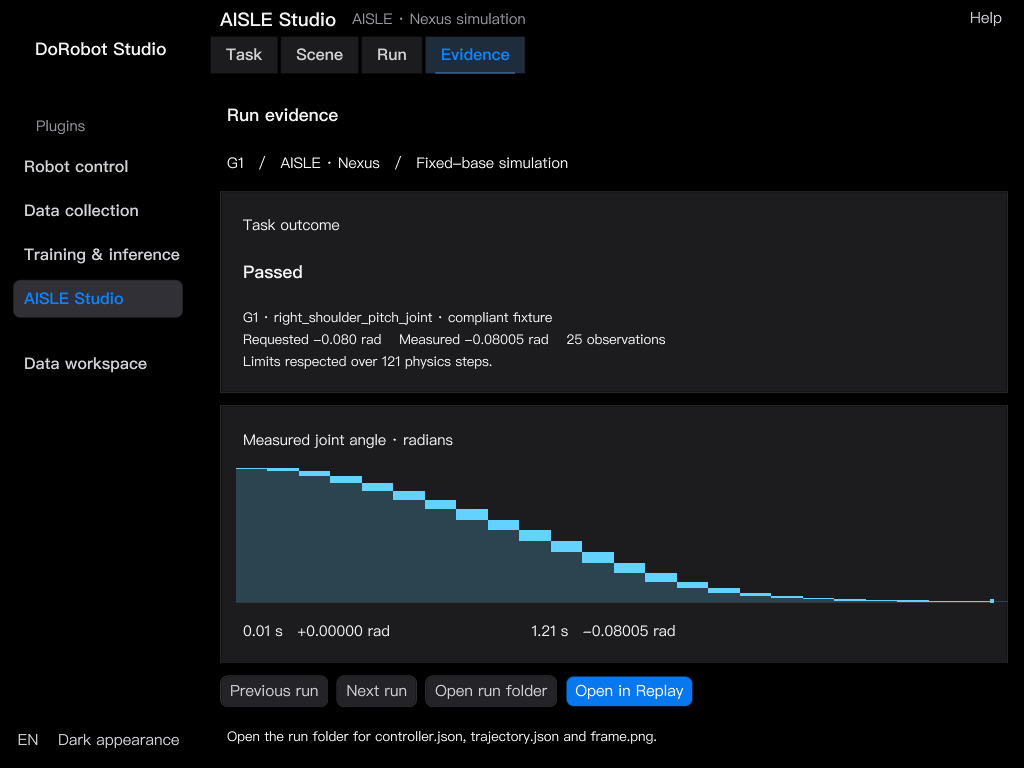 AISLE Studio AISLE · Nexus simulation
Help
DoRobot Studio
Task Scene Run Evidence
Plugins
Robot control
Data collection
Training & inference
AISLE Studio
Data workspace
EN Dark appearance
Run evidence
G1 / AISLE · Nexus / Fixed-base simulation
Task outcome
Passed
G1 · right_shoulder_pitch_joint · compliant fixture
Requested −0.080 rad Measured −0.08005 rad 25 observations
Limits respected over 121 physics steps.
Measured joint angle · radians
0.01 s +0.00000 rad 1.21 s −0.08005 rad
Previous run Next run Open run folder Open in Replay
Open the run folder for controller.json, trajectory.json and frame.png.